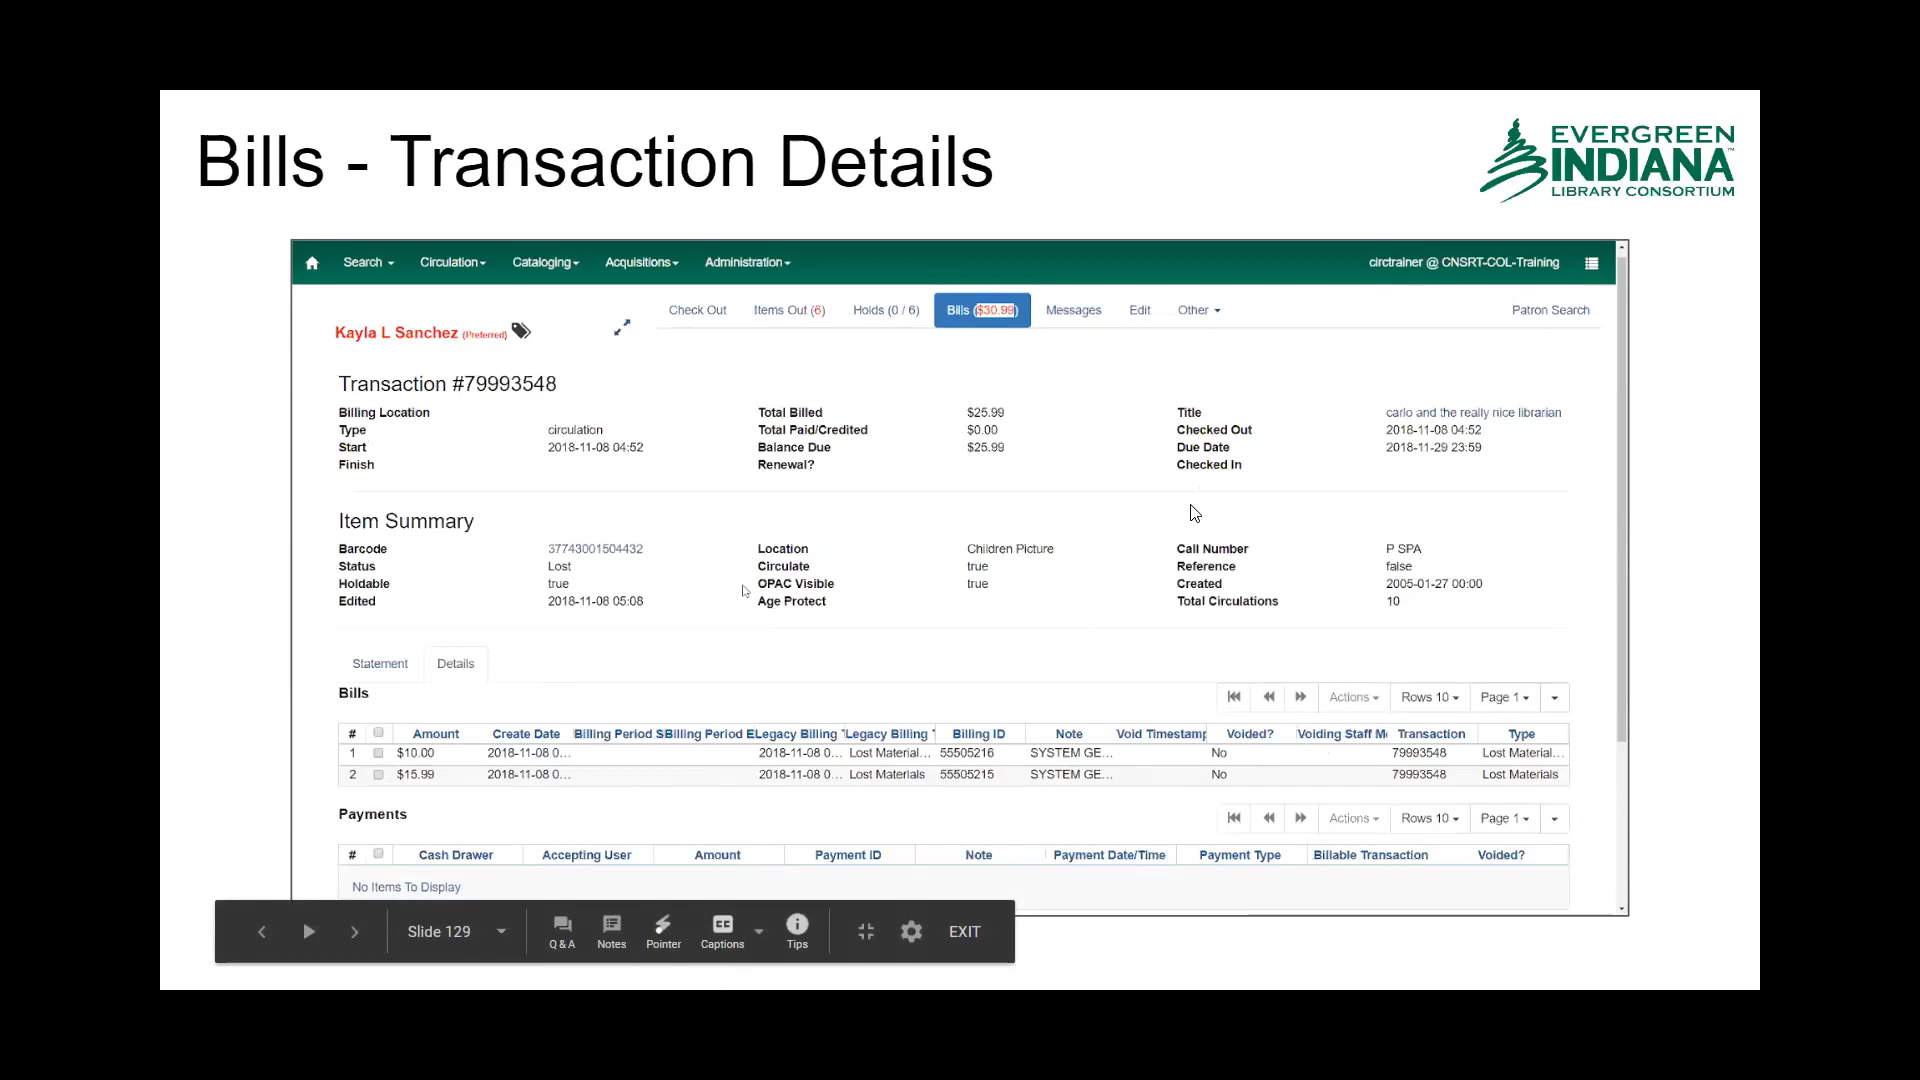 Bills - Transaction Details
EVERGREEN
INDIANA™
LIBRARY CONSORTIUM
Search Circulation Cataloging Acquisitions Administration circtrainer @ CNSRT-COL-Training
Check Out Items Out (6) Holds (0 / 6) Bills ($30.99) Messages Edit Other Patron Search
Kayla L Sanchez (Preferred)
Transaction #79993548
Billing Location Total Billed $25.99 Title carlo and the really nice librarian
Type circulation Total Paid/Credited $0.00 Checked Out 2018-11-08 04:52
Start 2018-11-08 04:52 Balance Due $25.99 Due Date 2018-11-29 23:59
Finish Renewal? Checked In
Item Summary
Barcode 37743001504432 Location Children Picture Call Number P SPA
Status Lost Circulate true Reference false
Holdable true OPAC Visible true Created 2005-01-27 00:00
Edited 2018-11-08 05:08 Age Protect Total Circulations 10
Statement Details
Bills Actions Rows 10 Page 1
# Amount Create Date Billing Period S Billing Period E Legacy Billing Legacy Billing Billing ID Note Void Timestamp Voided? Voiding Staff M Transaction Type
1 $10.00 2018-11-08 0... 2018-11-08 0... Lost Material... 55505216 SYSTEM GE... No 79993548 Lost Material...
2 $15.99 2018-11-08 0... 2018-11-08 0... Lost Materials 55505215 SYSTEM GE... No 79993548 Lost Materials
Payments Actions Rows 10 Page 1
# Cash Drawer Accepting User Amount Payment ID Note Payment Date/Time Payment Type Billable Transaction Voided?
No Items To Display
Slide 129 Q & A Notes Pointer CC Captions Tips EXIT